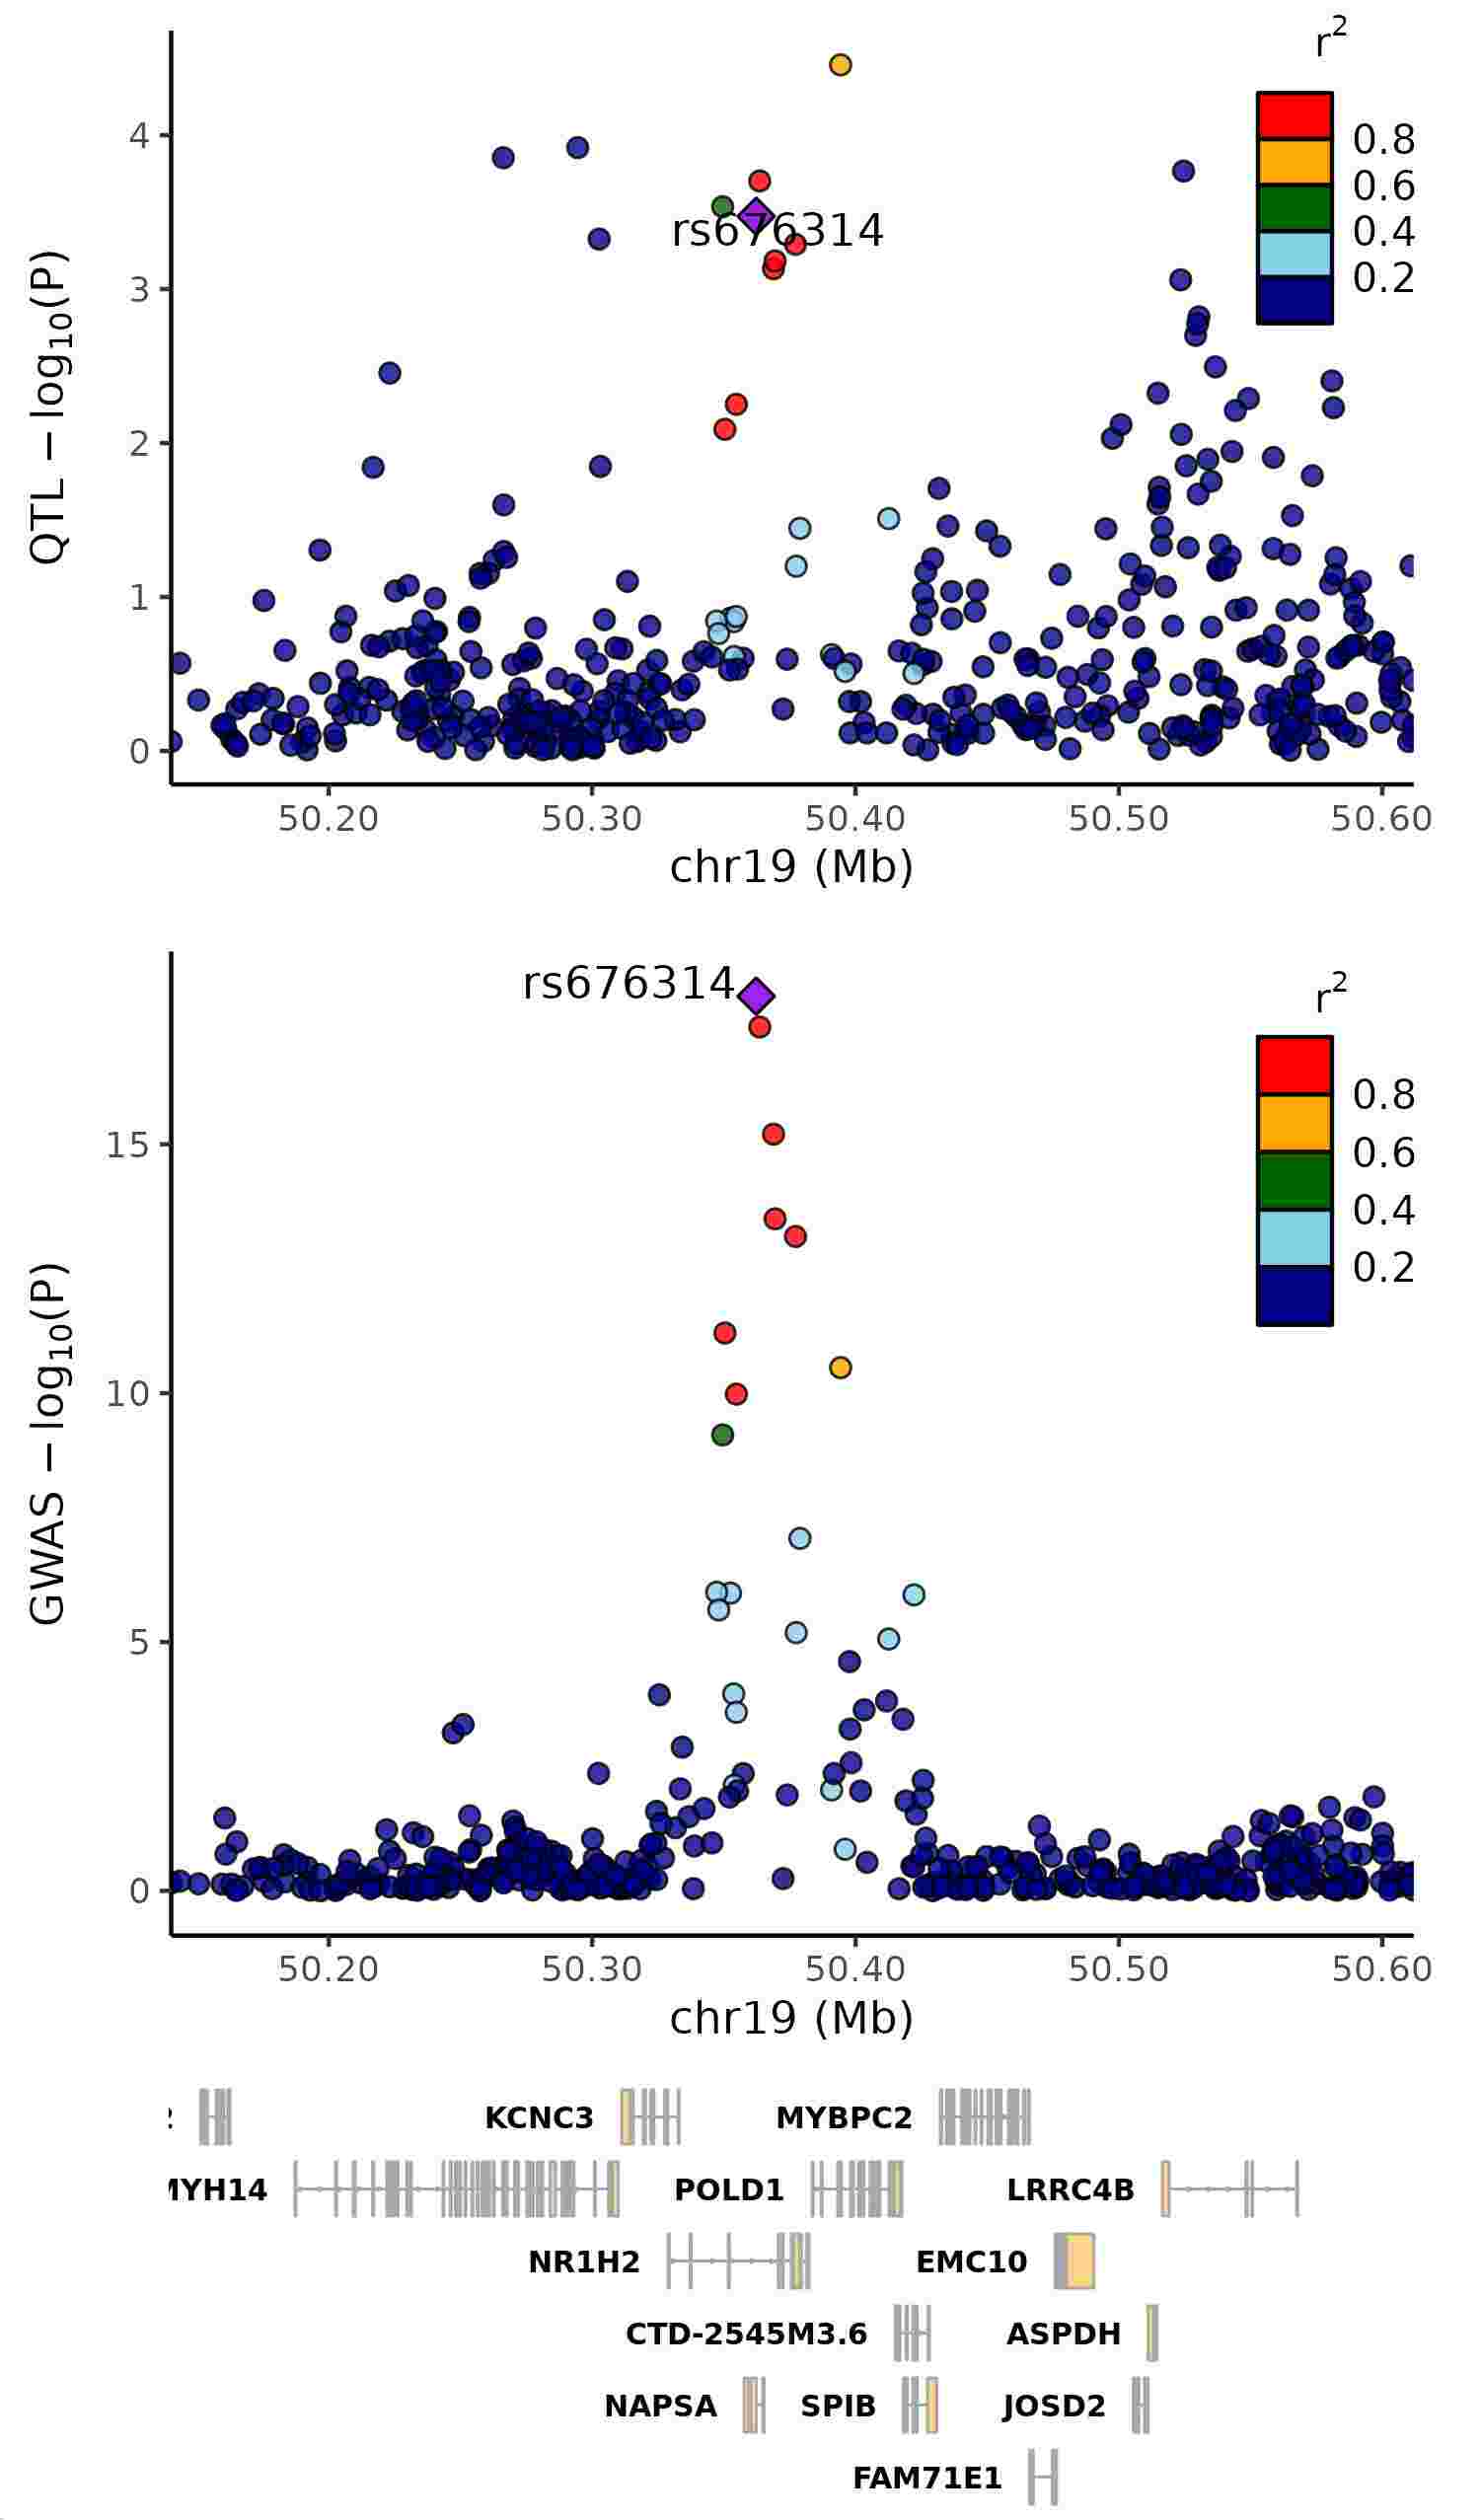 r2
4
3
2
1
0
QTL −log10(P)
rs676314
0.8
0.6
0.4
0.2
50.20 50.30 50.40 50.50 50.60
chr19 (Mb)
r2
rs676314
15
10
5
0
GWAS −log10(P)
0.8
0.6
0.4
0.2
50.20 50.30 50.40 50.50 50.60
chr19 (Mb)
KCNC3 MYBPC2
MYH14 POLD1 LRRC4B
NR1H2 EMC10
CTD-2545M3.6 ASPDH
NAPSA SPIB JOSD2
FAM71E1